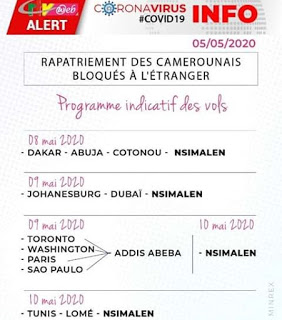 CRTV Web
ALERT
CORONAVIRUS
#COVID19
INFO
05/05/2020
RAPATRIEMENT DES CAMEROUNAIS
BLOQUÉS À L'ÉTRANGER
Programme indicatif des vols
08 mai 2020
- DAKAR - ABUJA - COTONOU - NSIMALEN
09 mai 2020
- JOHANESBURG - DUBAÏ - NSIMALEN
09 mai 2020
10 mai 2020
- TORONTO
- WASHINGTON
- PARIS
- SAO PAULO
ADDIS ABEBA
- NSIMALEN
10 mai 2020
- TUNIS - LOMÉ - NSIMALEN
MINREX